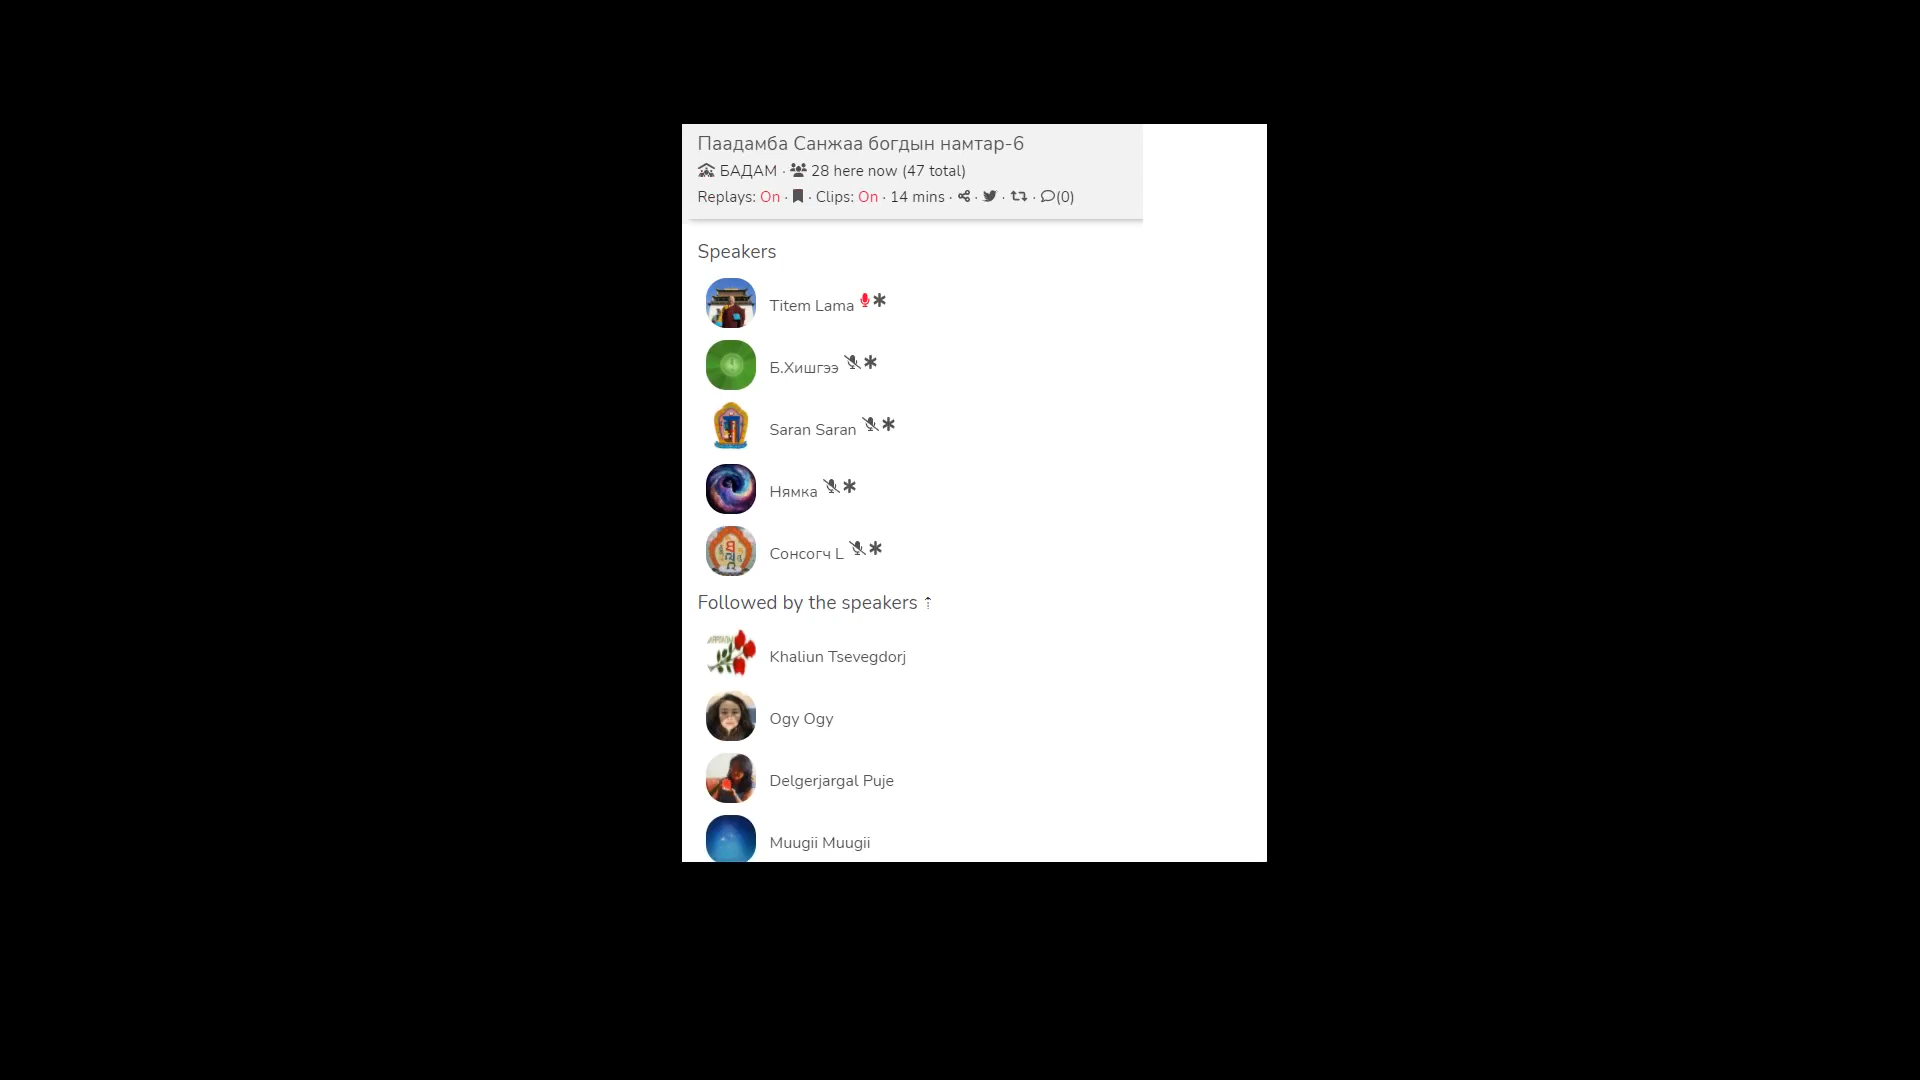 Паадамба Санжаа богдын намтар-6
БАДАМ · 28 here now (47 total)
Replays: On · · Clips: On · 14 mins · · · · (0)
Speakers
Titem Lama
Б.Хишгээ
Saran Saran
Нямка
Сонсогч L
Followed by the speakers
Khaliun Tsevegdorj
Ogy Ogy
Delgerjargal Puje
Muugii Muugii